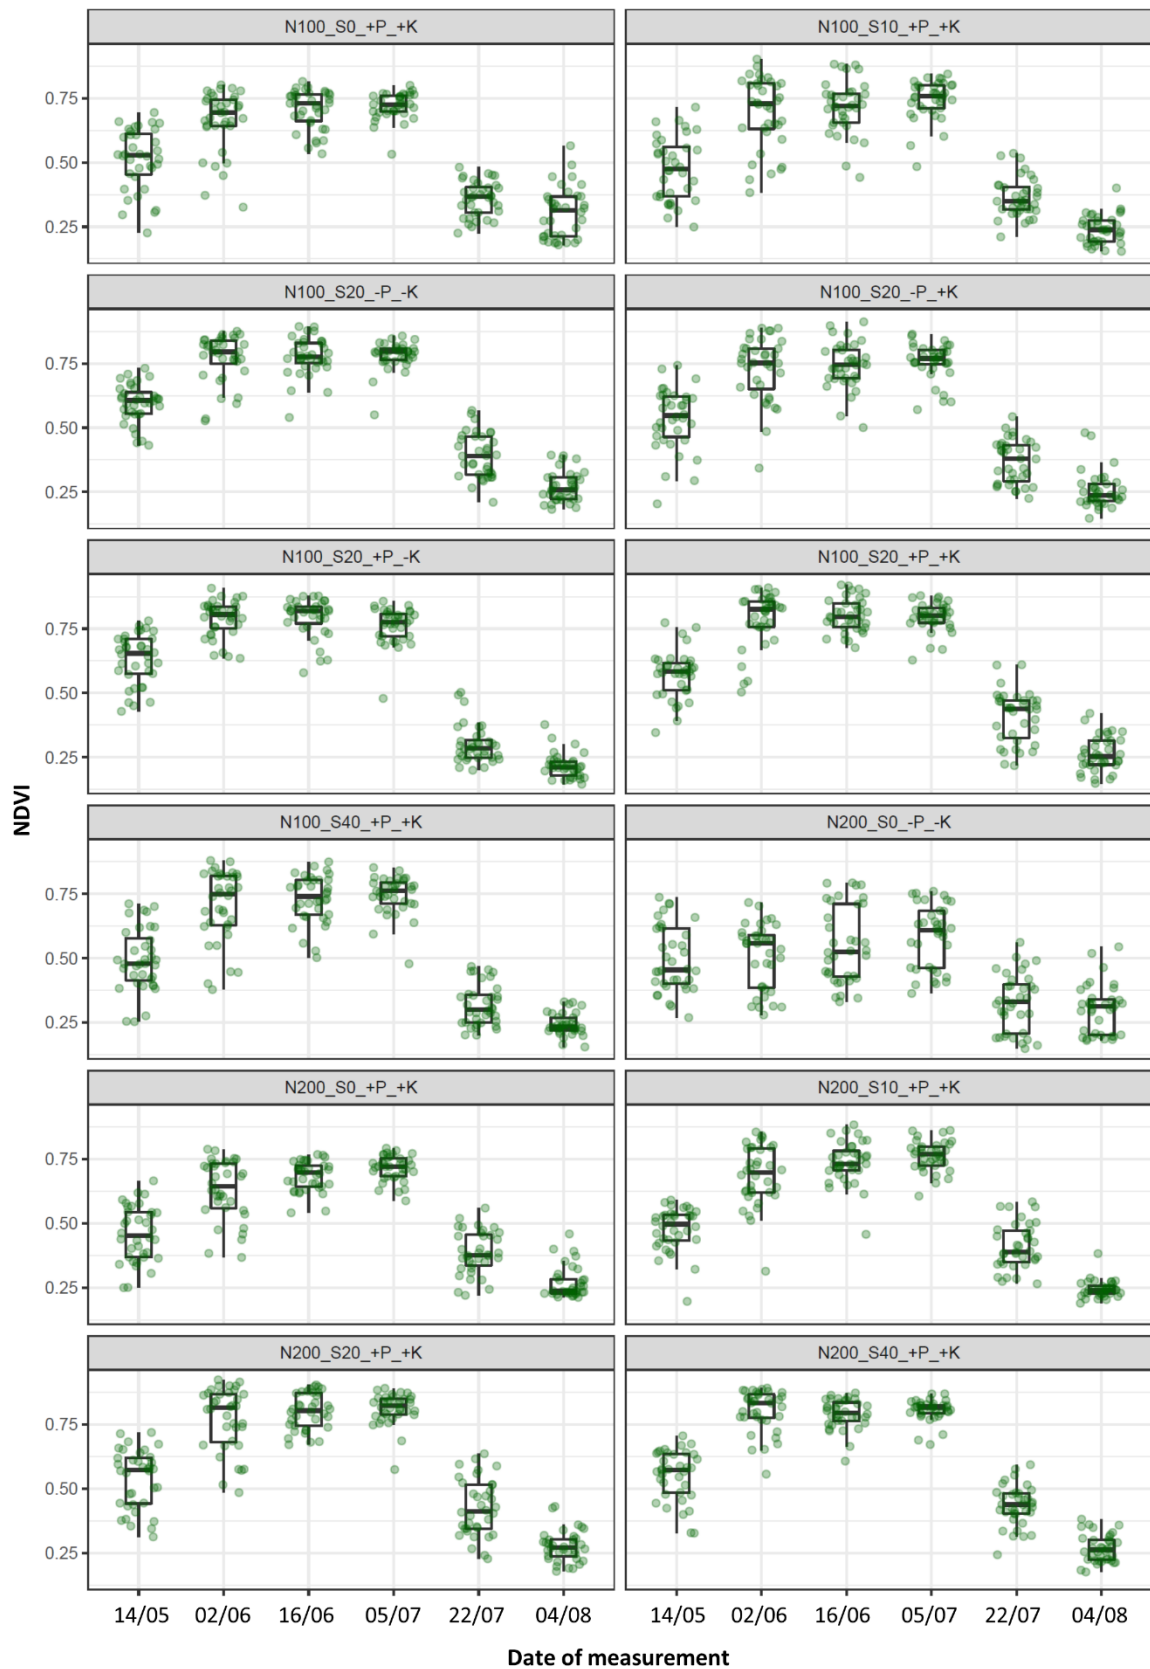 N100_S0_+P_+K
N100_S10_+P_+K
0.75
0.50
0.25
N100_S20_-P_-K
N100_S20_-P_+K
0.75
0.50
0.25
N100_S20_+P_-K
N100_S20_+P_+K
0.75
0.50
0.25
NDVI
N100_S40_+P_+K
N200_S0_-P_-K
0.75
0.50
0.25
N200_S0_+P_+K
N200_S10_+P_+K
0.75
0.50
0.25
N200_S20_+P_+K
N200_S40_+P_+K
0.75
0.50
0.25
14/05 02/06 16/06 05/07 22/07 04/08
14/05 02/06 16/06 05/07 22/07 04/08
Date of measurement